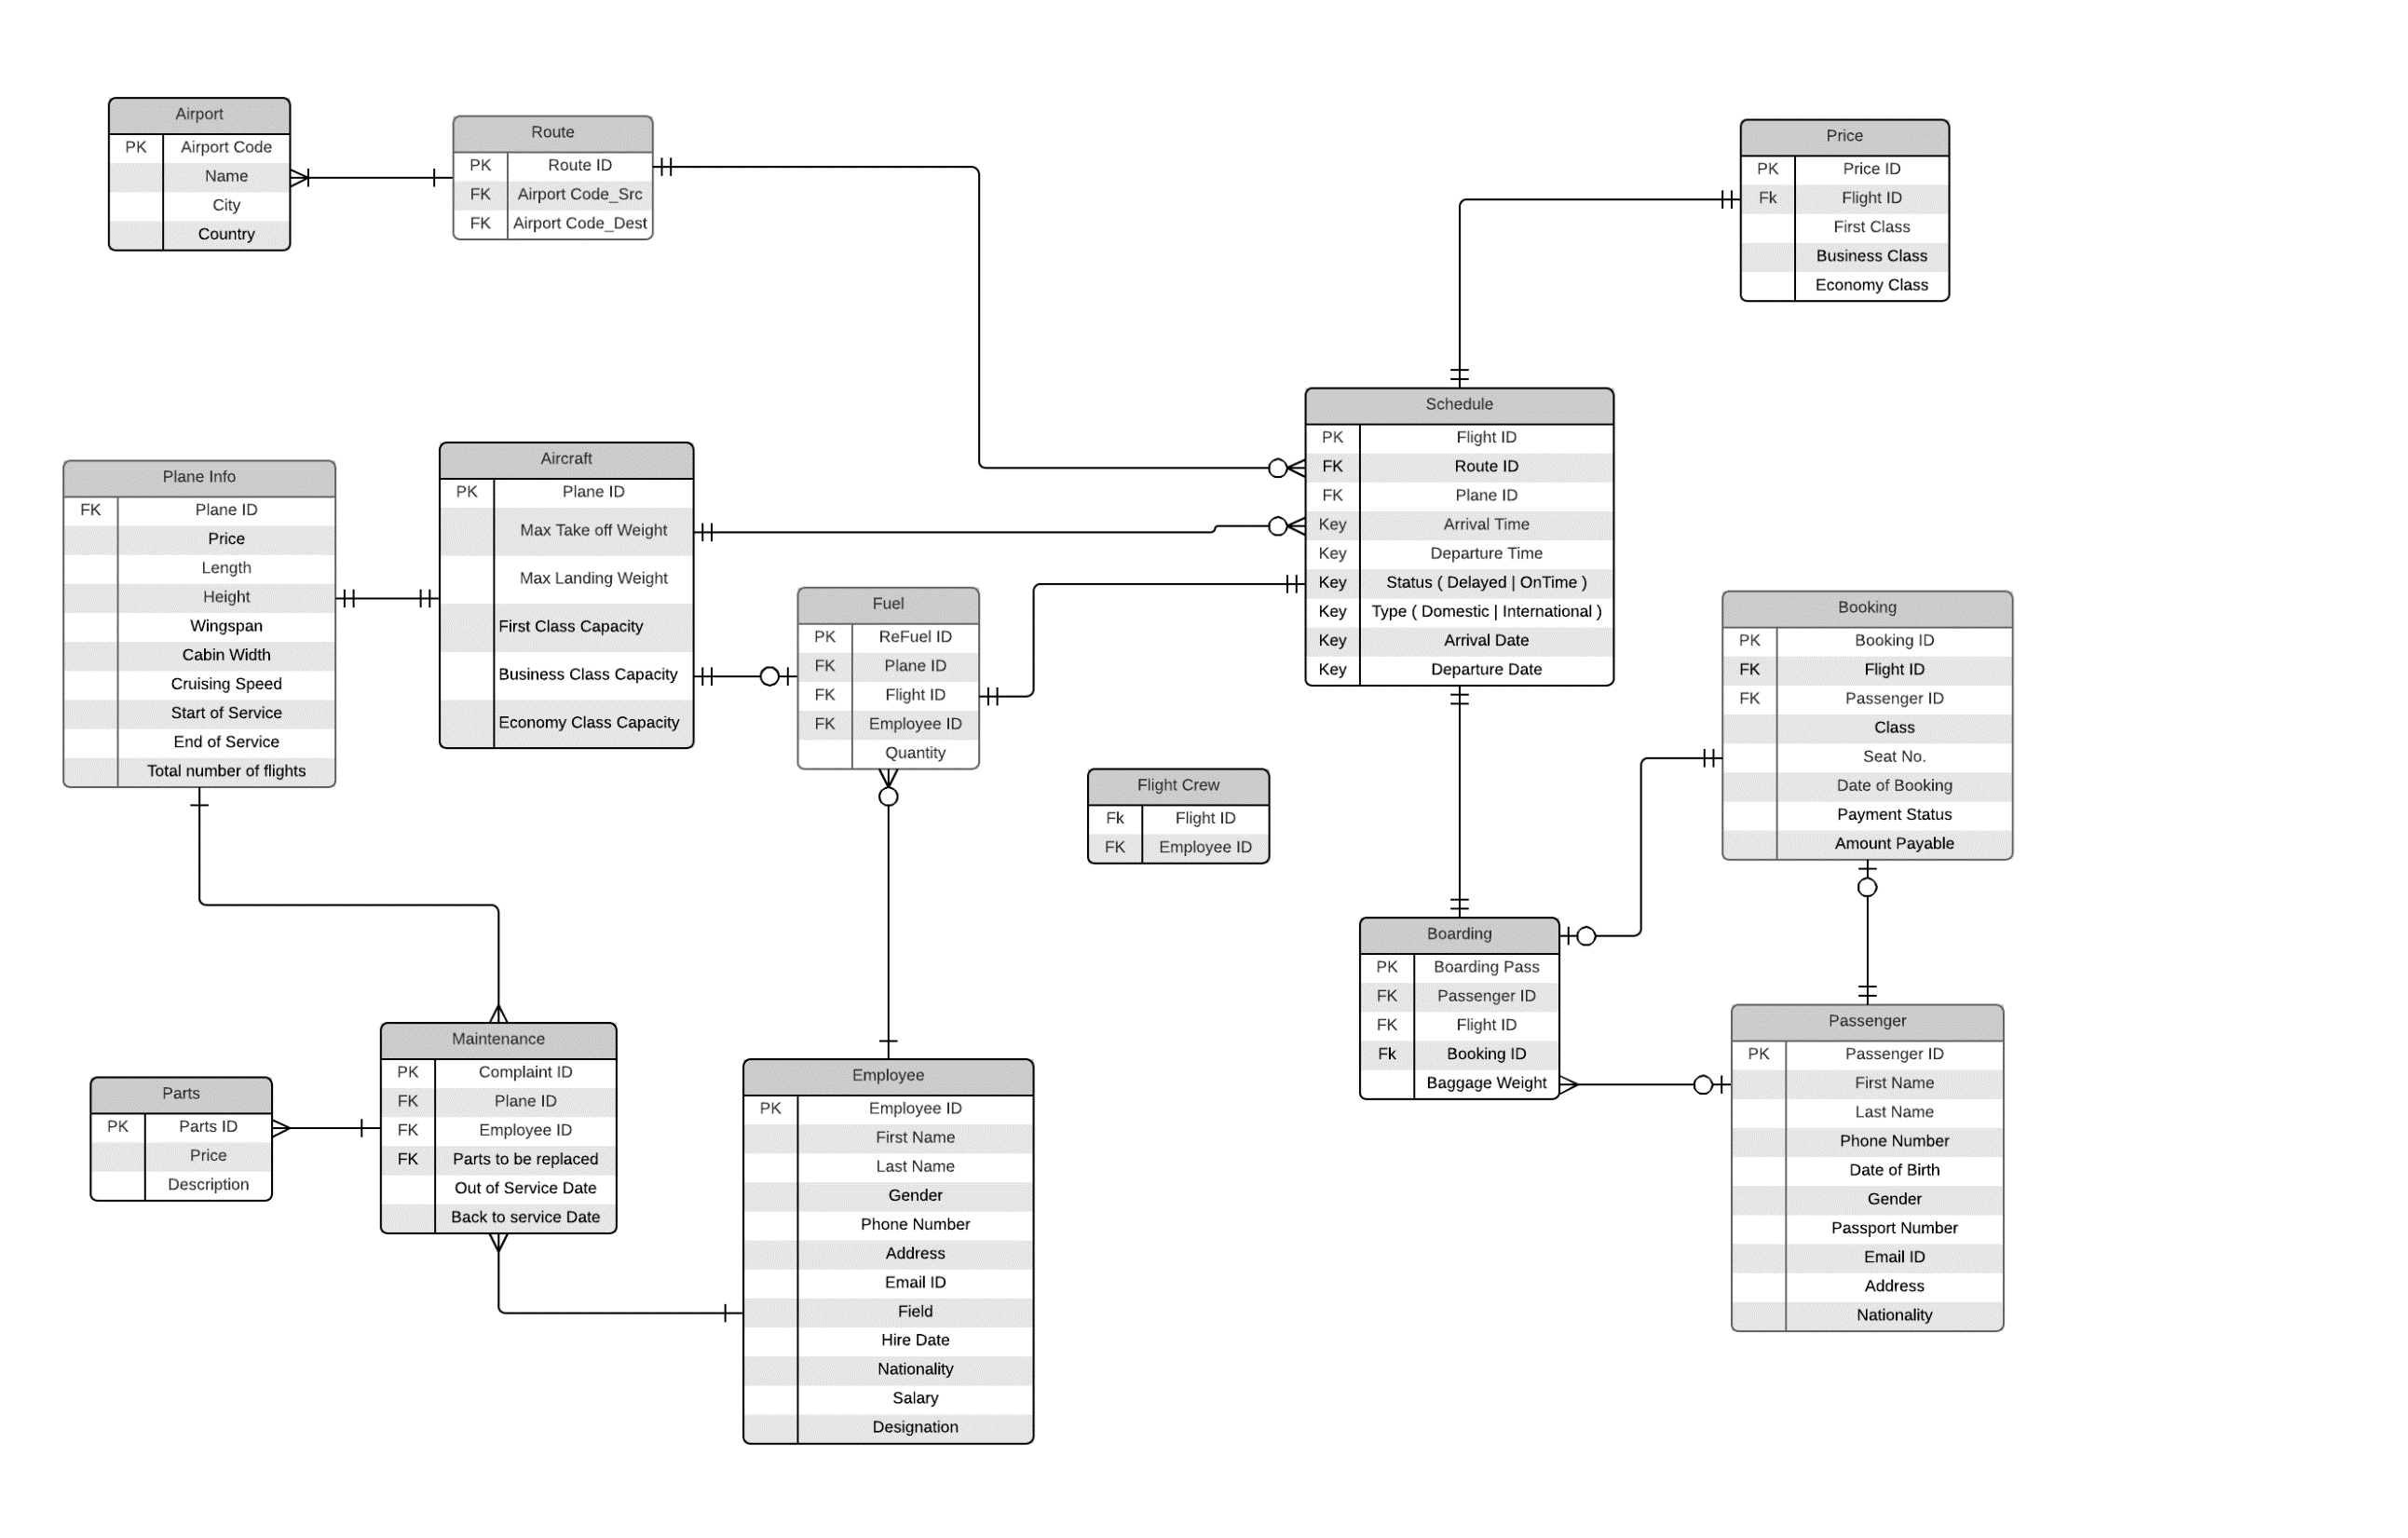 Airport
PK Airport Code
Name
City
Country
Route
PK Route ID
FK Airport Code_Src
FK Airport Code_Dest
Price
PK Price ID
Fk Flight ID
First Class
Business Class
Economy Class
Schedule
PK Flight ID
FK Route ID
FK Plane ID
Key Arrival Time
Key Departure Time
Key Status ( Delayed | OnTime )
Key Type ( Domestic | International )
Key Arrival Date
Key Departure Date
Plane Info
FK Plane ID
Price
Length
Height
Wingspan
Cabin Width
Cruising Speed
Start of Service
End of Service
Total number of flights
Aircraft
PK Plane ID
Max Take off Weight
Max Landing Weight
First Class Capacity
Business Class Capacity
Economy Class Capacity
Fuel
PK ReFuel ID
FK Plane ID
FK Flight ID
FK Employee ID
Quantity
Flight Crew
Fk Flight ID
FK Employee ID
Booking
PK Booking ID
FK Flight ID
FK Passenger ID
Class
Seat No.
Date of Booking
Payment Status
Amount Payable
Boarding
PK Boarding Pass
FK Passenger ID
FK Flight ID
Fk Booking ID
Baggage Weight
Passenger
PK Passenger ID
First Name
Last Name
Phone Number
Date of Birth
Gender
Passport Number
Email ID
Address
Nationality
Parts
PK Parts ID
Price
Description
Maintenance
PK Complaint ID
FK Plane ID
FK Employee ID
FK Parts to be replaced
Out of Service Date
Back to service Date
Employee
PK Employee ID
First Name
Last Name
Gender
Phone Number
Address
Email ID
Field
Hire Date
Nationality
Salary
Designation